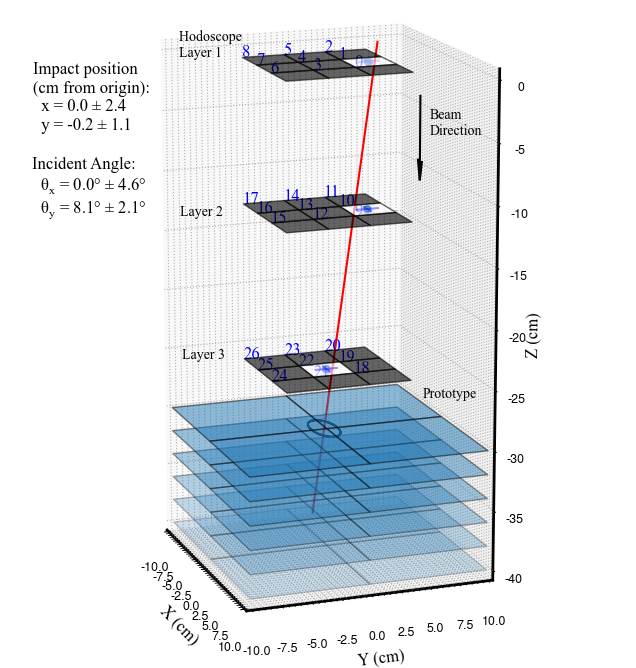 Hodoscope
Layer 1
8 7 6 5 4 3 2 1 0
Impact position
(cm from origin):
x = 0.0 ± 2.4
y = -0.2 ± 1.1
Incident Angle:
θx = 0.0° ± 4.6°
θy = 8.1° ± 2.1°
Beam
Direction
Layer 2
17 16 15 14 13 12 11 10
Layer 3
26 25 24 23 22 20 19 18
Prototype
0
-5
-10
-15
-20
-25
-30
-35
-40
Z (cm)
-10.0
-7.5
-5.0
-2.5
0.0
2.5
5.0
7.5
10.0
X (cm)
-10.0 -7.5 -5.0 -2.5 0.0 2.5 5.0 7.5 10.0
Y (cm)